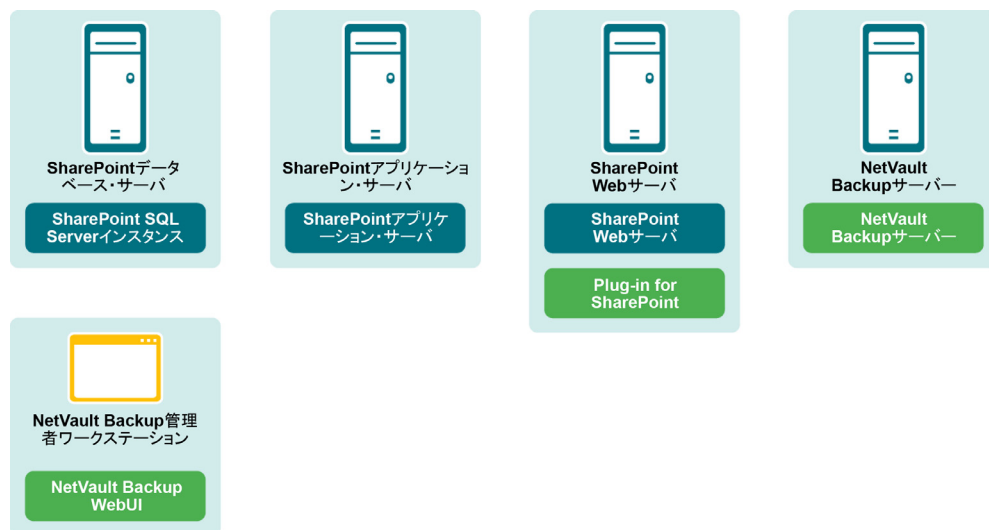 SharePointデータ
ベース・サーバ
SharePoint SQL
Serverインスタンス
SharePointアプリケーショ
ン・サーバ
SharePointアプリケ
ーション・サーバ
SharePoint
Webサーバ
SharePoint
Webサーバ
Plug-in for
SharePoint
NetVault
Backupサーバー
NetVault
Backupサーバー
NetVault Backup管理
者ワークステーション
NetVault Backup
WebUI